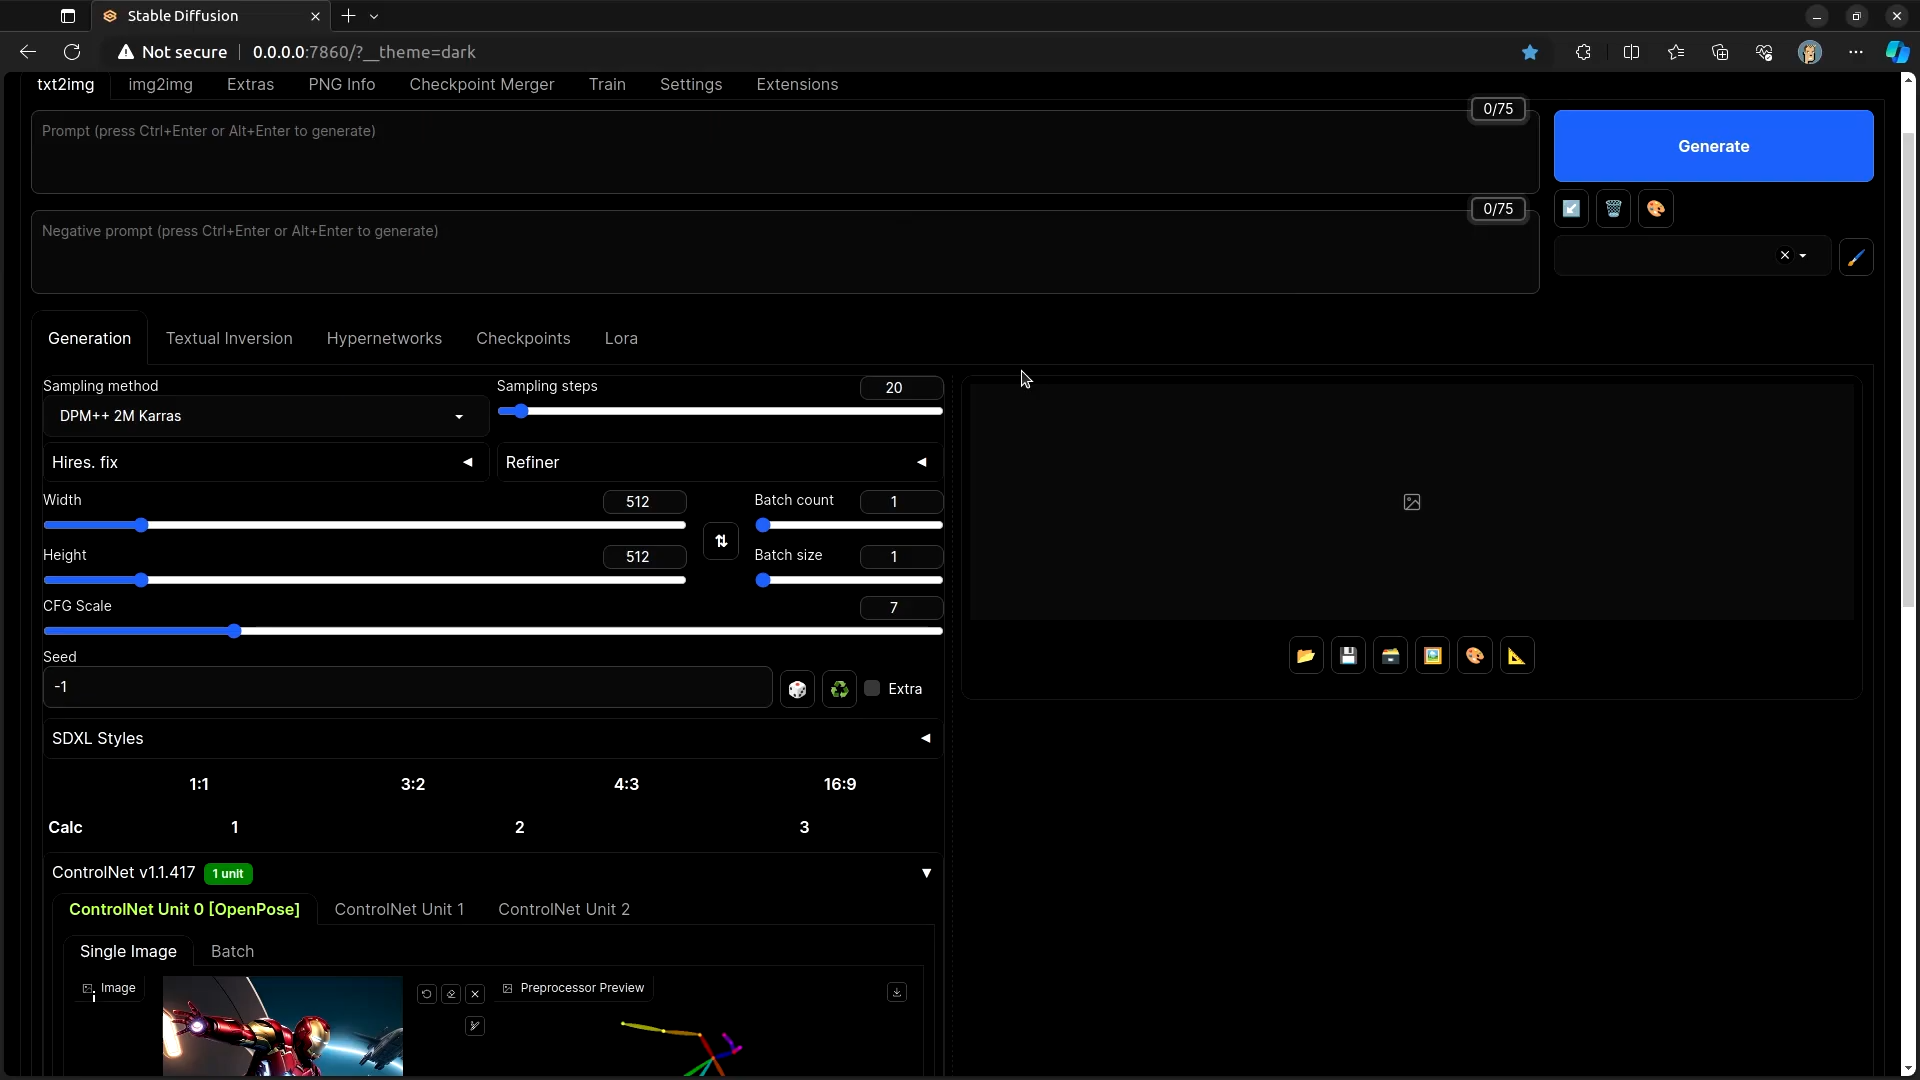 Stable Diffusion
Not secure 0.0.0.0:7860/?__theme=dark
txt2img img2img Extras PNG Info Checkpoint Merger Train Settings Extensions
0/75
Prompt (press Ctrl+Enter or Alt+Enter to generate)
Generate
0/75
Negative prompt (press Ctrl+Enter or Alt+Enter to generate)
Generation Textual Inversion Hypernetworks Checkpoints Lora
Sampling method Sampling steps 20
DPM++ 2M Karras
Hires. fix Refiner
Width 512 Batch count 1
Height 512 Batch size 1
CFG Scale 7
Seed
-1 Extra
SDXL Styles
1:1 3:2 4:3 16:9
Calc 1 2 3
ControlNet v1.1.417 1 unit
ControlNet Unit 0 [OpenPose] ControlNet Unit 1 ControlNet Unit 2
Single Image Batch
Image Preprocessor Preview